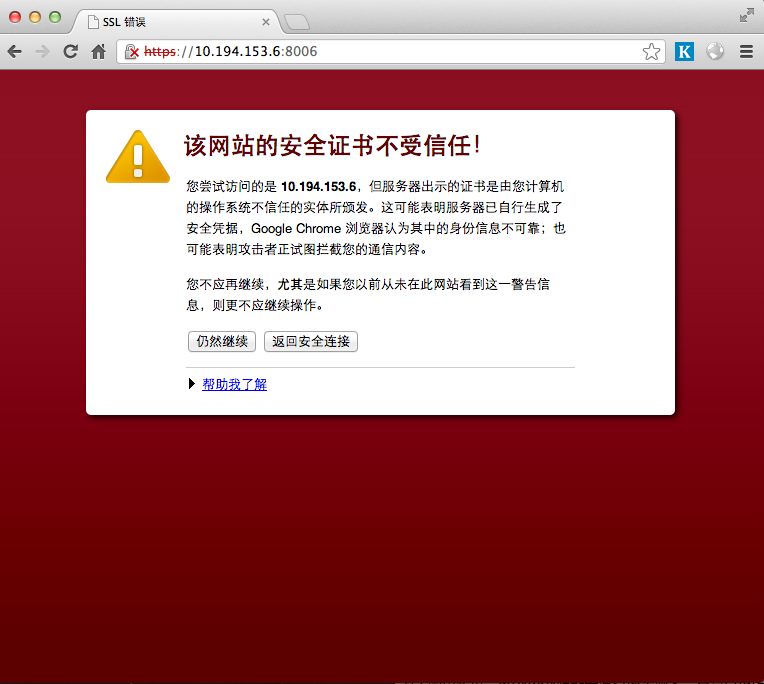 SSL 错误
https://10.194.153.6:8006
K
该网站的安全证书不受信任！
您尝试访问的是 10.194.153.6，但服务器出示的证书是由您计算机
的操作系统不信任的实体所颁发。这可能表明服务器已自行生成了
安全凭据，Google Chrome 浏览器认为其中的身份信息不可靠；也
可能表明攻击者正试图拦截您的通信内容。
您不应再继续，尤其是如果您以前从未在此网站看到这一警告信
息，则更不应继续操作。
仍然继续 返回安全连接
帮助我了解